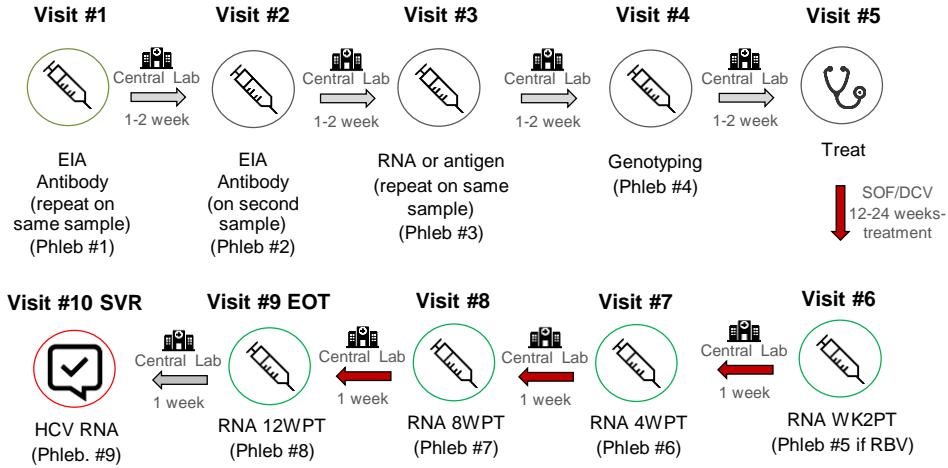 Visit #1
Visit #2
Visit #3
Visit #4
Visit #5
Central Lab
1-2 week
Central Lab
1-2 week
Central Lab
1-2 week
Central Lab
1-2 week
EIA
Antibody
(repeat on
same sample)
(Phleb #1)
EIA
Antibody
(on second
sample)
(Phleb #2)
RNA or antigen
(repeat on same
sample)
(Phleb #3)
Genotyping
(Phleb #4)
Treat
SOF/DCV
12-24 weeks-
treatment
Visit #10 SVR
Visit #9 EOT
Visit #8
Visit #7
Visit #6
Central Lab
1 week
Central Lab
1 week
Central Lab
1 week
Central Lab
1 week
HCV RNA
(Phleb. #9)
RNA 12WPT
(Phleb #8)
RNA 8WPT
(Phleb #7)
RNA 4WPT
(Phleb #6)
RNA WK2PT
(Phleb #5 if RBV)